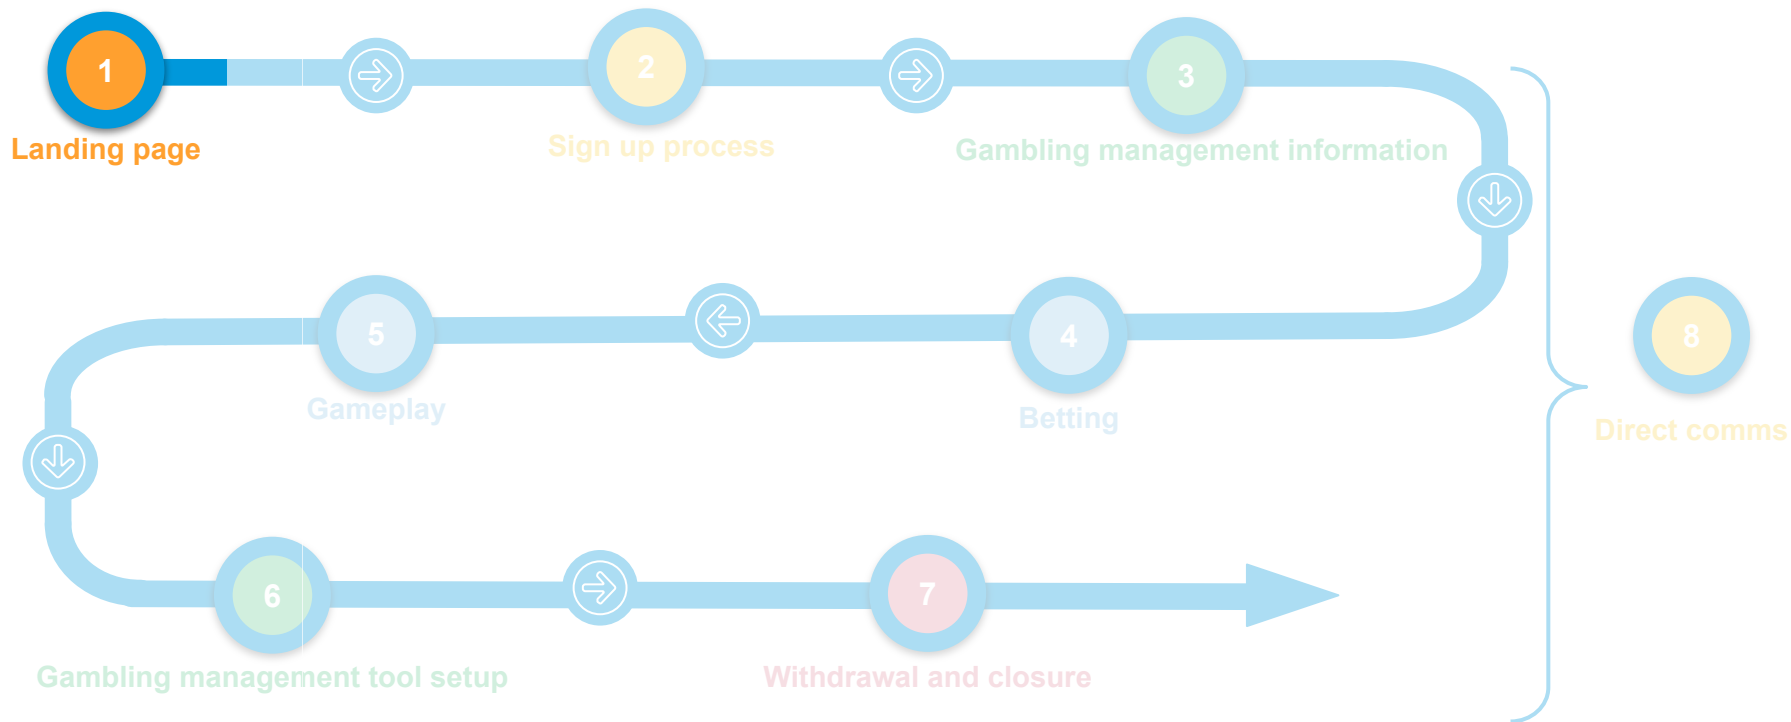 1
Landing page
2
Sign up process
3
Gambling management information
5
Gameplay
4
Betting
8
Direct comms
6
Gambling management tool setup
7
Withdrawal and closure